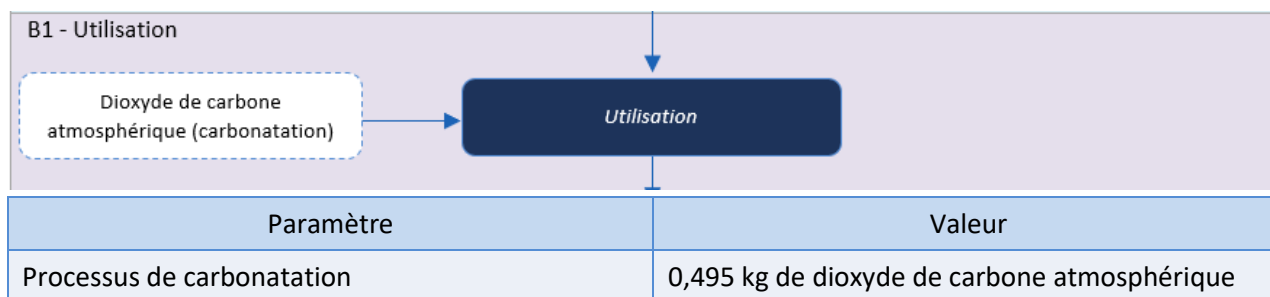 B1 - Utilisation
Dioxyde de carbone
atmosphérique (carbonatation)
Utilisation
Paramètre
Valeur
Processus de carbonatation
0,495 kg de dioxyde de carbone atmosphérique